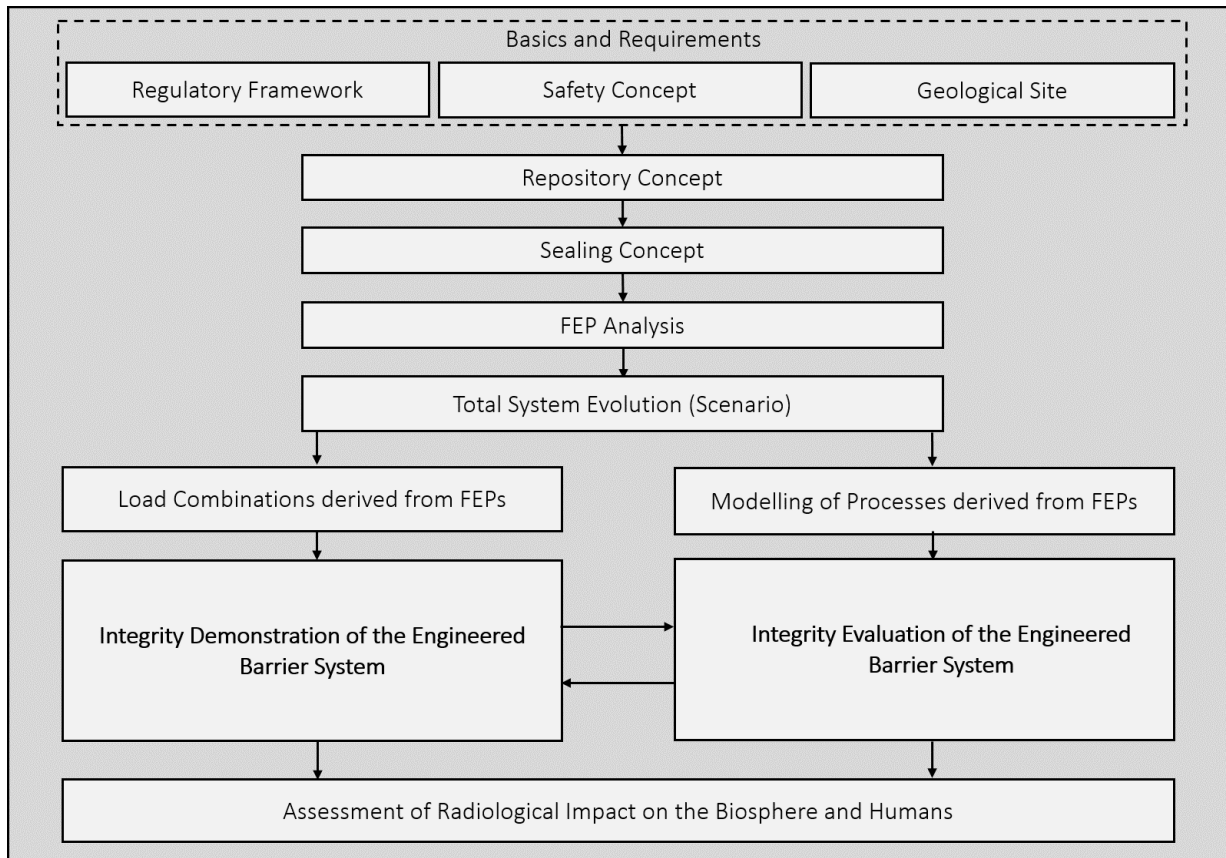 Basics and Requirements
Regulatory Framework
Safety Concept
Geological Site
Repository Concept
Sealing Concept
FEP Analysis
Total System Evolution (Scenario)
Load Combinations derived from FEPs
Modelling of Processes derived from FEPs
Integrity Demonstration of the Engineered
Barrier System
Integrity Evaluation of the Engineered
Barrier System
Assessment of Radiological Impact on the Biosphere and Humans